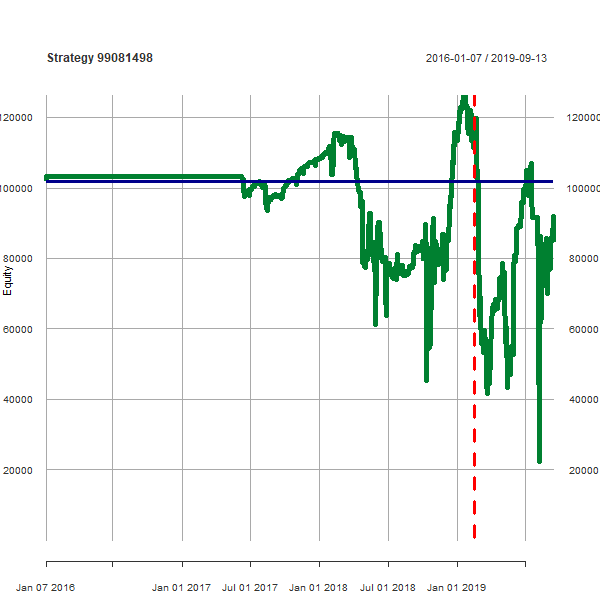 Strategy 99081498 2016-01-07 / 2019-09-13
120000 120000
100000 100000
80000 80000
60000 60000
40000 40000
20000 20000
Equity
Jan 07 2016 Jan 01 2017 Jul 01 2017 Jan 01 2018 Jul 01 2018 Jan 01 2019